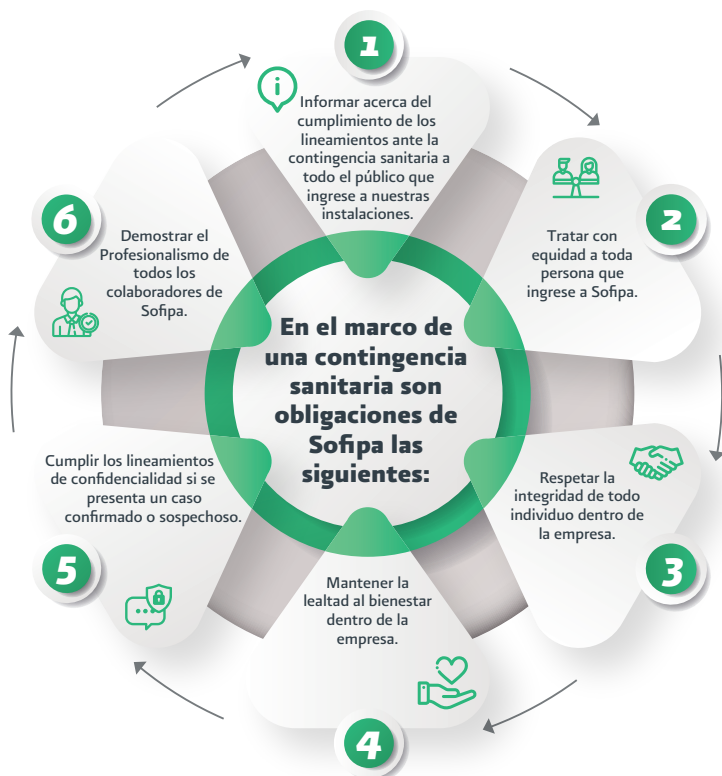 En el marco de
una contingencia
sanitaria son
obligaciones de
Sofipa las
siguientes:
1
i
Informar acerca del
cumplimiento de los
lineamientos ante la
contingencia sanitaria a
todo el público que
ingrese a nuestras
instalaciones.
2
Tratar con
equidad a toda
persona que
ingrese a Sofipa.
3
Respetar la
integridad de todo
individuo dentro de
la empresa.
4
Mantener la
lealtad al bienestar
dentro de la
empresa.
5
Cumplir los lineamientos
de confidencialidad si se
presenta un caso
confirmado o sospechoso.
6
Demostrar el
Profesionalismo de
todos los
colaboradores de
Sofipa.